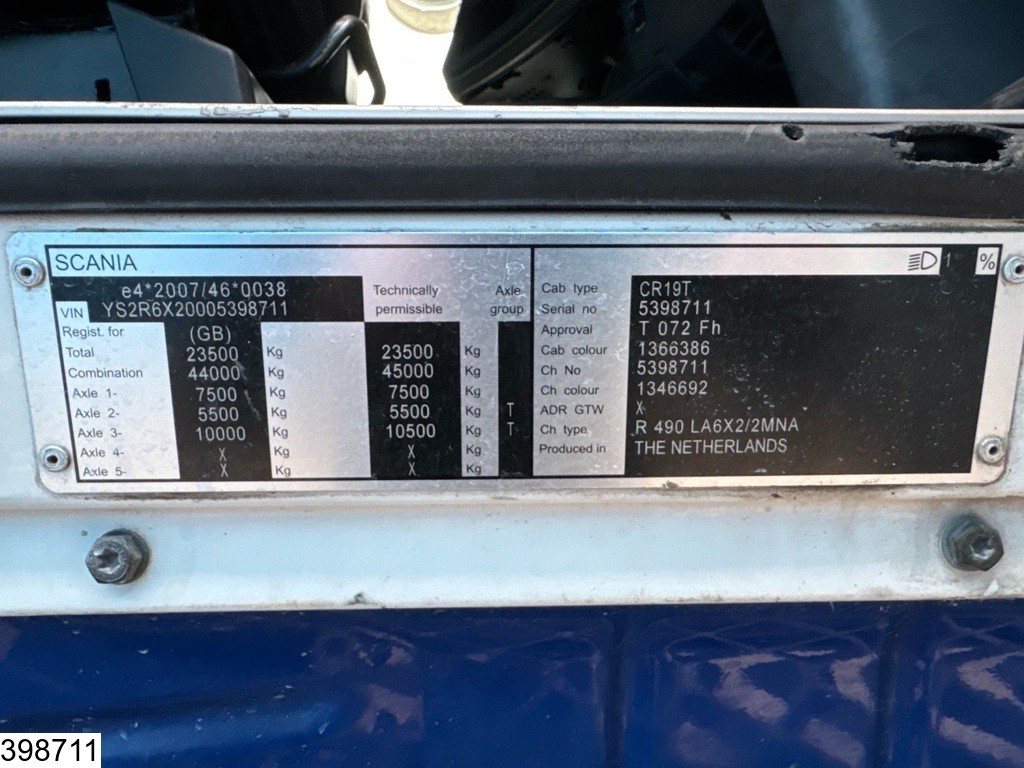 SCANIA
1 %
e4*2007/46*0038
VIN YS2R6X20005398711
Technically permissible
Axle group
Regist. for (GB)
Total 23500 Kg 23500 Kg
Combination 44000 Kg 45000 Kg
Axle 1- 7500 Kg 7500 Kg
Axle 2- 5500 Kg 5500 Kg T
Axle 3- 10000 Kg 10500 Kg T
Axle 4- X Kg X Kg
Axle 5- X Kg X Kg
Cab type CR19T
Serial no 5398711
Approval T 072 Fh
Cab colour 1366386
Ch No 5398711
Ch colour 1346692
ADR GTW X
Ch type R 490 LA6X2/2MNA
Produced in THE NETHERLANDS
398711